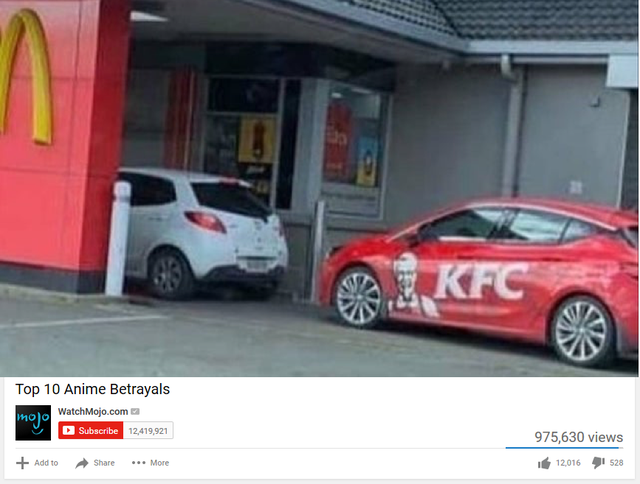 KFC
Top 10 Anime Betrayals
mojo
WatchMojo.com
Subscribe 12,419,921
975,630 views
Add to Share More
12,016 528